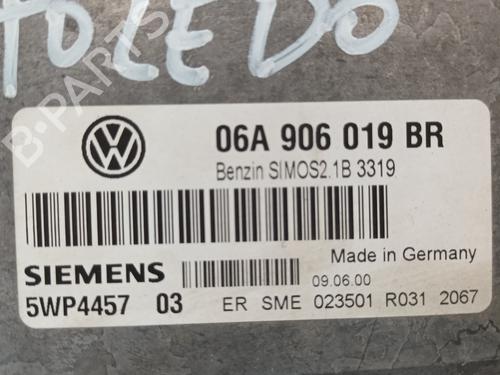 TOLEDO
06A 906 019 BR
Benzin SIMOS2.1B 3319
Made in Germany
SIEMENS
09.06.00
5WP4457 03 ER SME 023501 R031 2067
B-PARTS